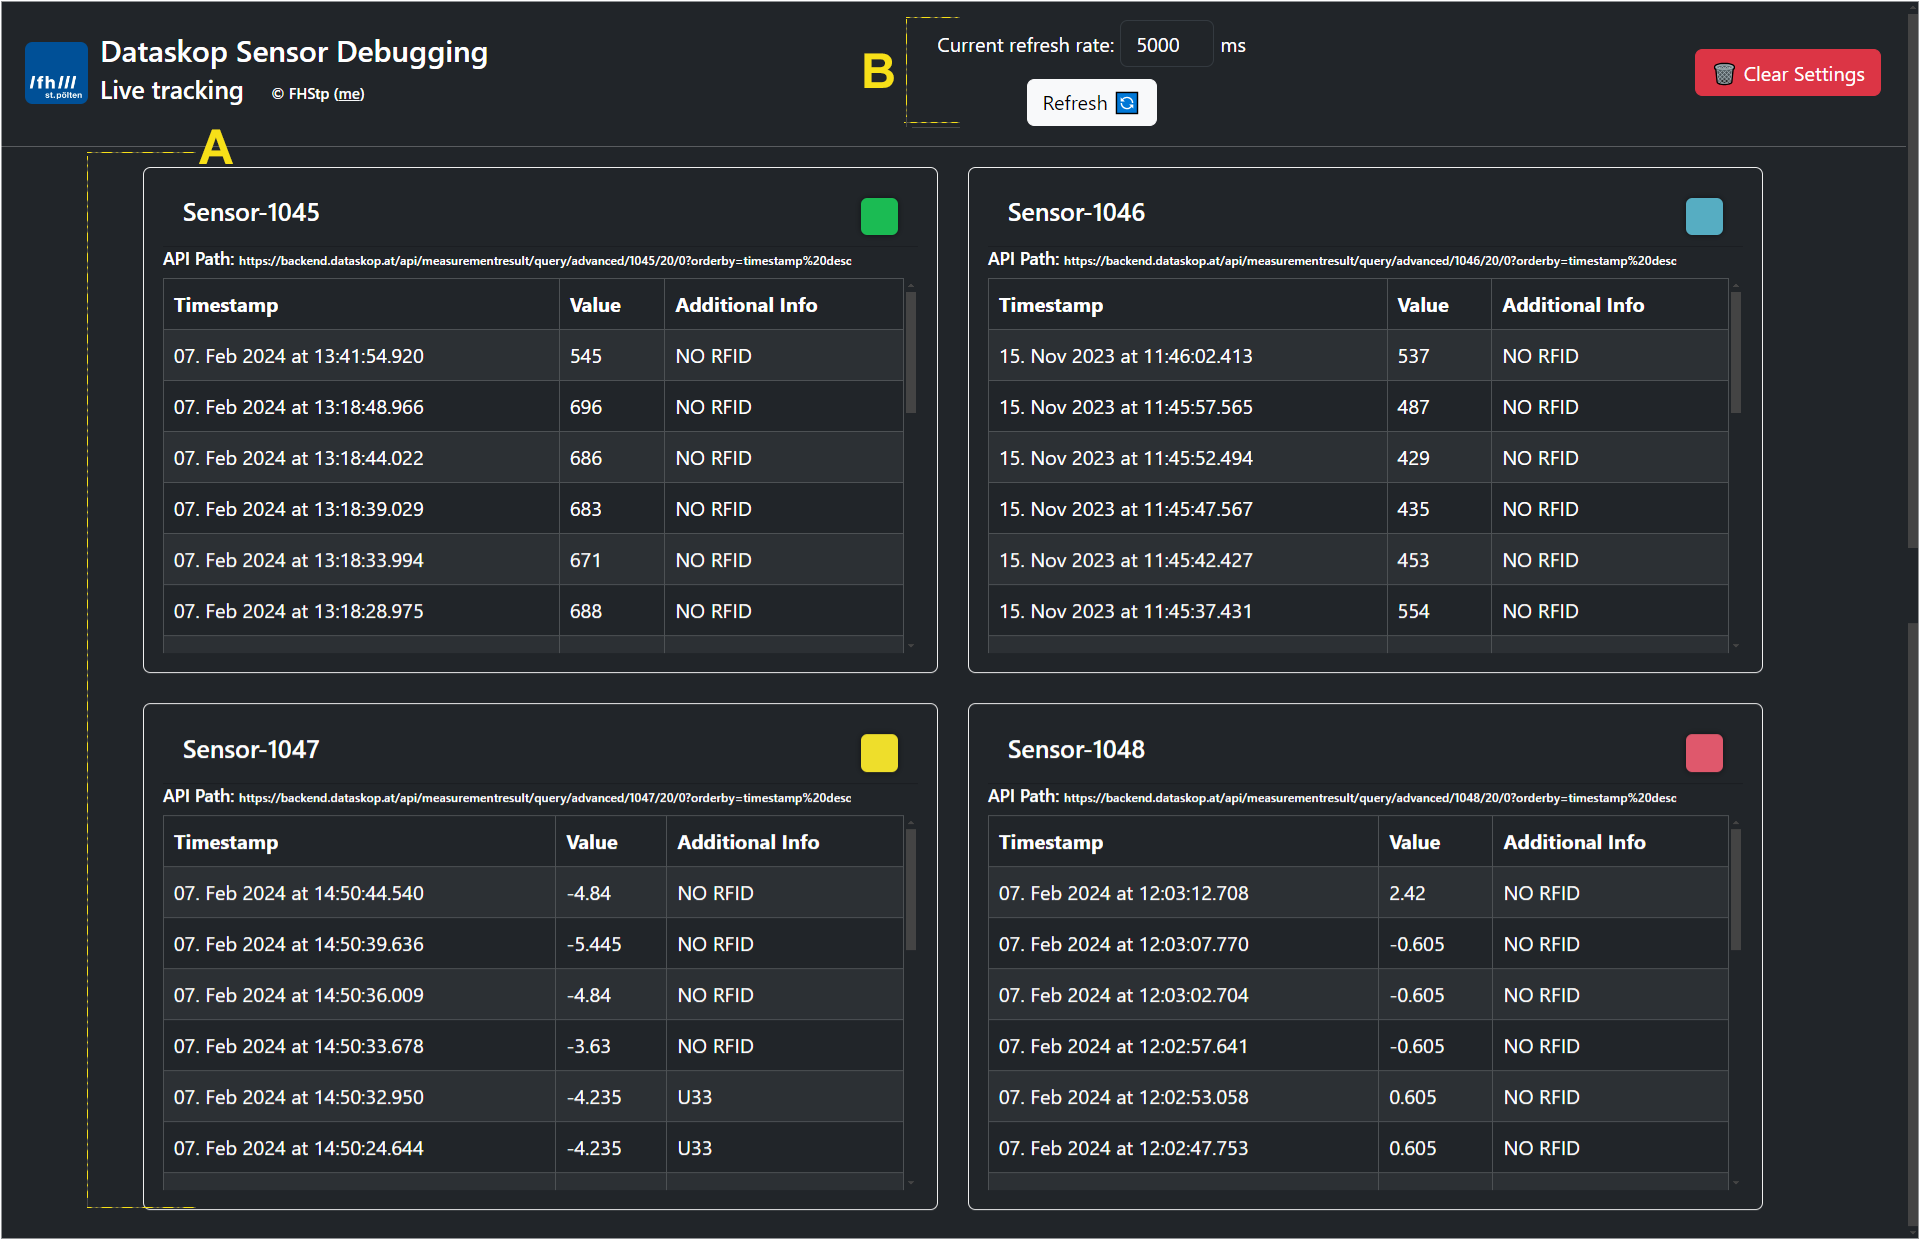 /fh///
st.pölten
Dataskop Sensor Debugging
Live tracking © FHStp (me)
B
Current refresh rate: 5000 ms
Refresh
Clear Settings
A
Sensor-1045
API Path: https://backend.dataskop.at/api/measurementresult/query/advanced/1045/20/0?orderby=timestamp%20desc
Timestamp Value Additional Info
07. Feb 2024 at 13:41:54.920 545 NO RFID
07. Feb 2024 at 13:18:48.966 696 NO RFID
07. Feb 2024 at 13:18:44.022 686 NO RFID
07. Feb 2024 at 13:18:39.029 683 NO RFID
07. Feb 2024 at 13:18:33.994 671 NO RFID
07. Feb 2024 at 13:18:28.975 688 NO RFID
Sensor-1046
API Path: https://backend.dataskop.at/api/measurementresult/query/advanced/1046/20/0?orderby=timestamp%20desc
Timestamp Value Additional Info
15. Nov 2023 at 11:46:02.413 537 NO RFID
15. Nov 2023 at 11:45:57.565 487 NO RFID
15. Nov 2023 at 11:45:52.494 429 NO RFID
15. Nov 2023 at 11:45:47.567 435 NO RFID
15. Nov 2023 at 11:45:42.427 453 NO RFID
15. Nov 2023 at 11:45:37.431 554 NO RFID
Sensor-1047
API Path: https://backend.dataskop.at/api/measurementresult/query/advanced/1047/20/0?orderby=timestamp%20desc
Timestamp Value Additional Info
07. Feb 2024 at 14:50:44.540 -4.84 NO RFID
07. Feb 2024 at 14:50:39.636 -5.445 NO RFID
07. Feb 2024 at 14:50:36.009 -4.84 NO RFID
07. Feb 2024 at 14:50:33.678 -3.63 NO RFID
07. Feb 2024 at 14:50:32.950 -4.235 U33
07. Feb 2024 at 14:50:24.644 -4.235 U33
Sensor-1048
API Path: https://backend.dataskop.at/api/measurementresult/query/advanced/1048/20/0?orderby=timestamp%20desc
Timestamp Value Additional Info
07. Feb 2024 at 12:03:12.708 2.42 NO RFID
07. Feb 2024 at 12:03:07.770 -0.605 NO RFID
07. Feb 2024 at 12:03:02.704 -0.605 NO RFID
07. Feb 2024 at 12:02:57.641 -0.605 NO RFID
07. Feb 2024 at 12:02:53.058 0.605 NO RFID
07. Feb 2024 at 12:02:47.753 0.605 NO RFID